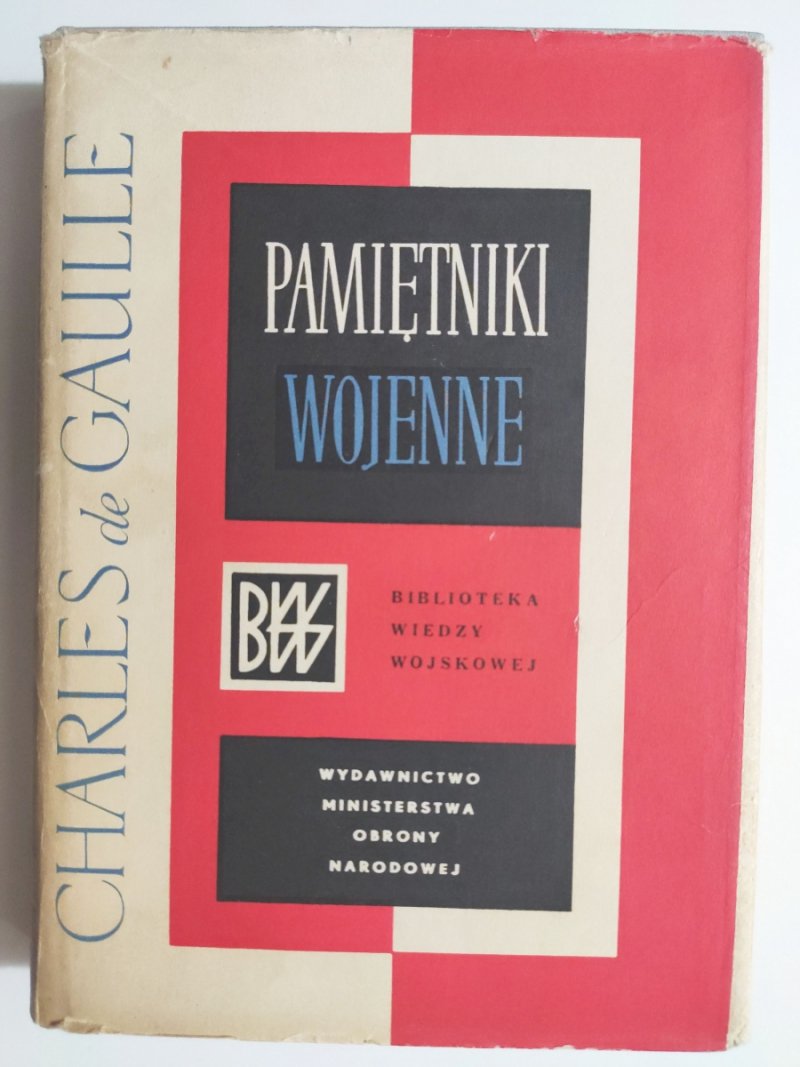 CHARLES de GAULLE
PAMIĘTNIKI
WOJENNE
BWW
BIBLIOTEKA
WIEDZY
WOJSKOWEJ
WYDAWNICTWO
MINISTERSTWA
OBRONY
NARODOWEJ